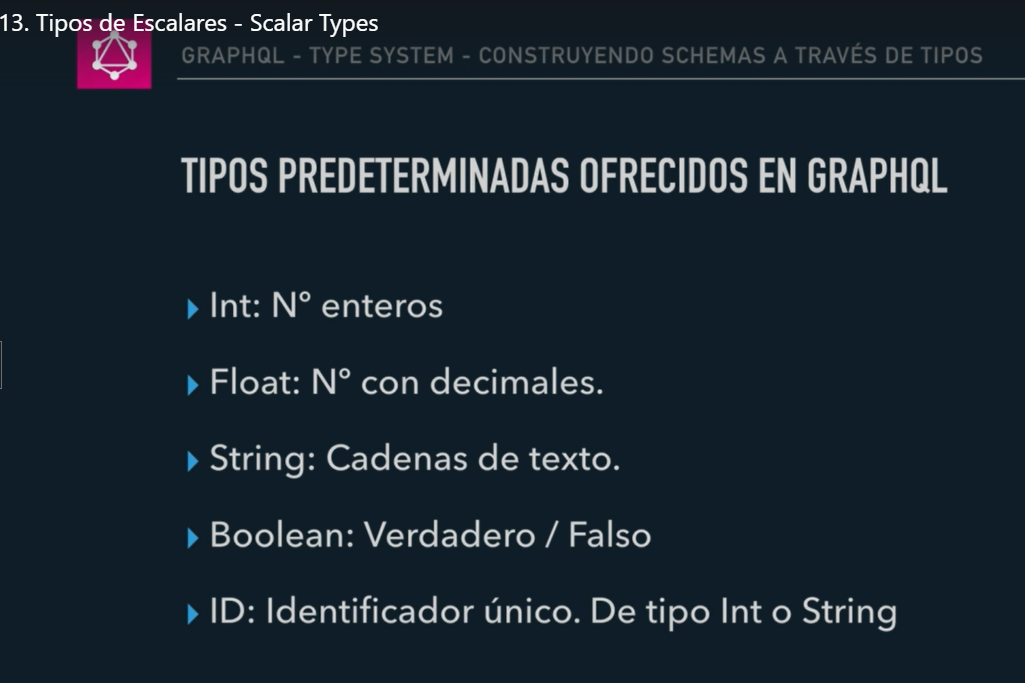 13. Tipos de Escalares - Scalar Types
GRAPHQL - TYPE SYSTEM - CONSTRUYENDO SCHEMAS A TRAVÉS DE TIPOS
TIPOS PREDETERMINADAS OFRECIDOS EN GRAPHQL
Int: Nº enteros
Float: Nº con decimales.
String: Cadenas de texto.
Boolean: Verdadero / Falso
ID: Identificador único. De tipo Int o String